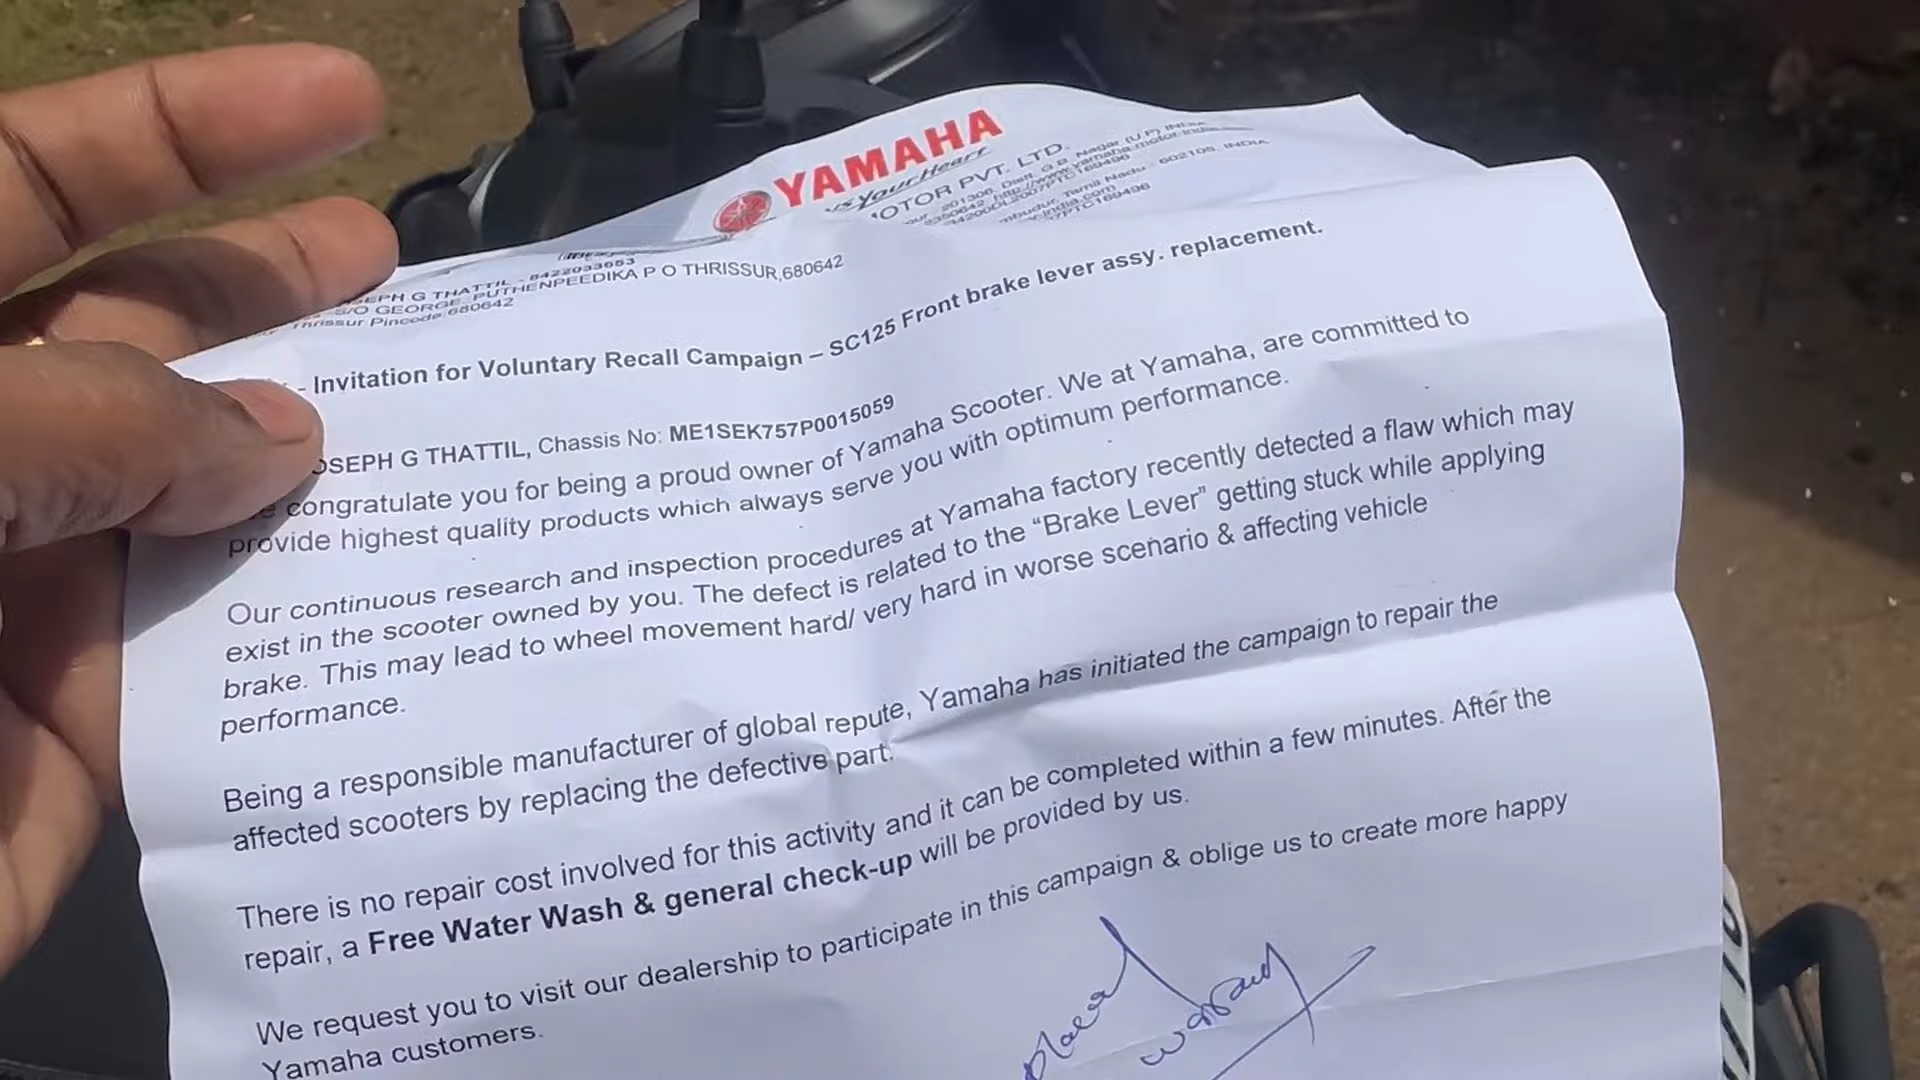 YAMAHA
Your Heart
MOTOR PVT. LTD.
THATTIL - 8422033653
JOSEPH G THATTIL
S/O GEORGE, PUTHENPEEDIKA P O THRISSUR,680642
Thrissur Pincode 680642
- Invitation for Voluntary Recall Campaign – SC125 Front brake lever assy. replacement.
OSEPH G THATTIL, Chassis No: ME1SEK757P0015059
congratulate you for being a proud owner of Yamaha Scooter. We at Yamaha, are committed to
provide highest quality products which always serve you with optimum performance.
Our continuous research and inspection procedures at Yamaha factory recently detected a flaw which may
exist in the scooter owned by you. The defect is related to the “Brake Lever” getting stuck while applying
brake. This may lead to wheel movement hard/ very hard in worse scenario & affecting vehicle
performance.
Being a responsible manufacturer of global repute, Yamaha has initiated the campaign to repair the
affected scooters by replacing the defective part.
There is no repair cost involved for this activity and it can be completed within a few minutes. After the
repair, a Free Water Wash & general check-up will be provided by us.
We request you to visit our dealership to participate in this campaign & oblige us to create more happy
Yamaha customers.